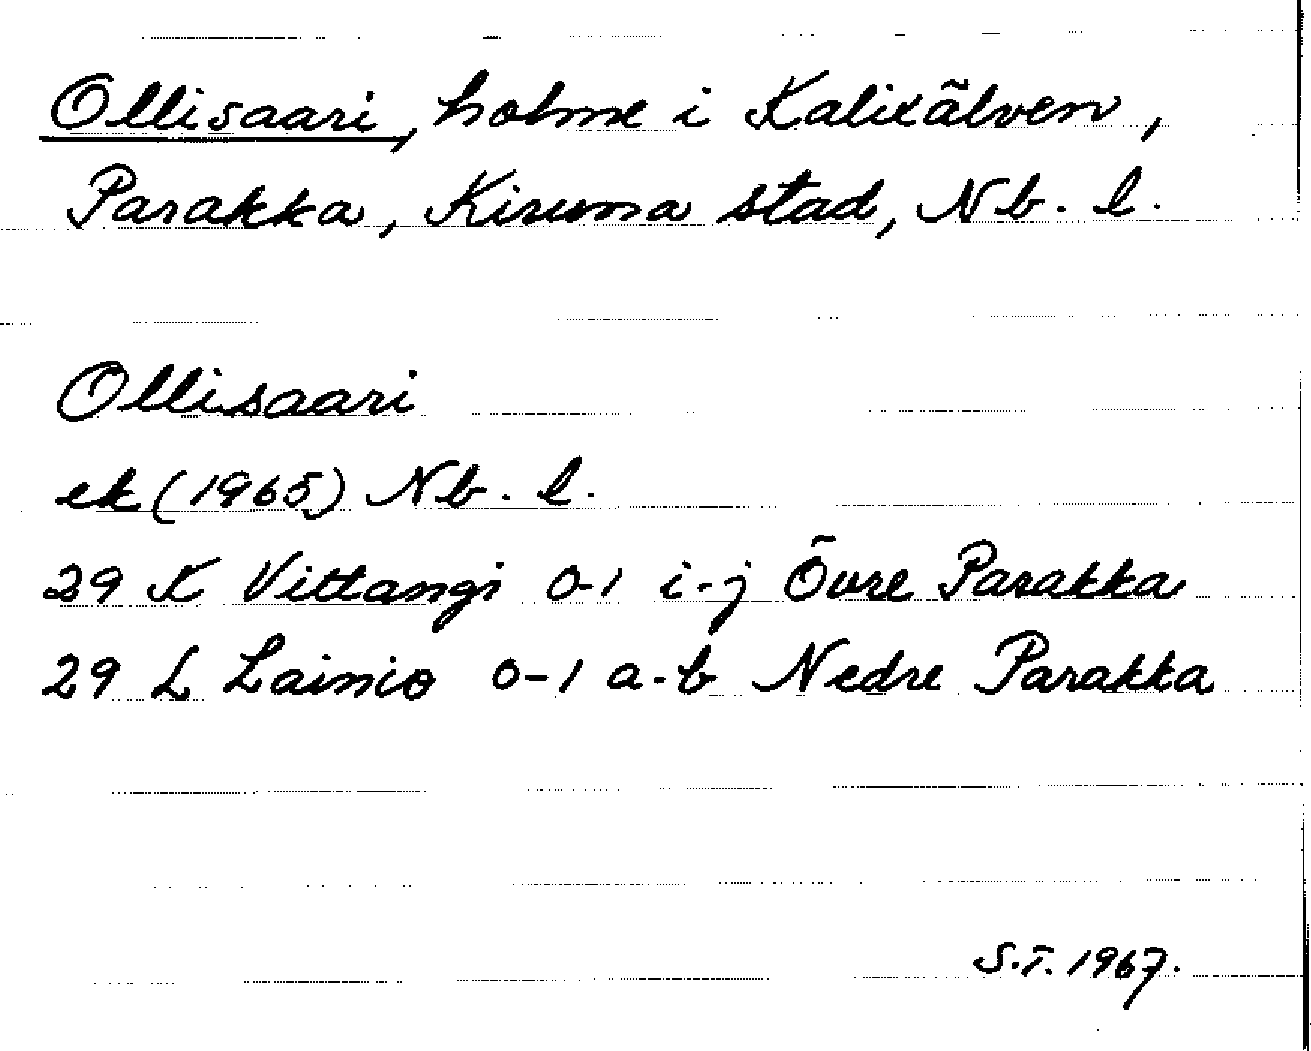 Ollisaari, holme i Kalixälven,
Parakka, Kiruna stad, Nb. l.
Ollisaari
ek (1965) Nb. l.
29 K Vittangi 0-1 i-j Övre Parakka
29 L Lainio 0-1 a-b Nedre Parakka
S.T. 1967.